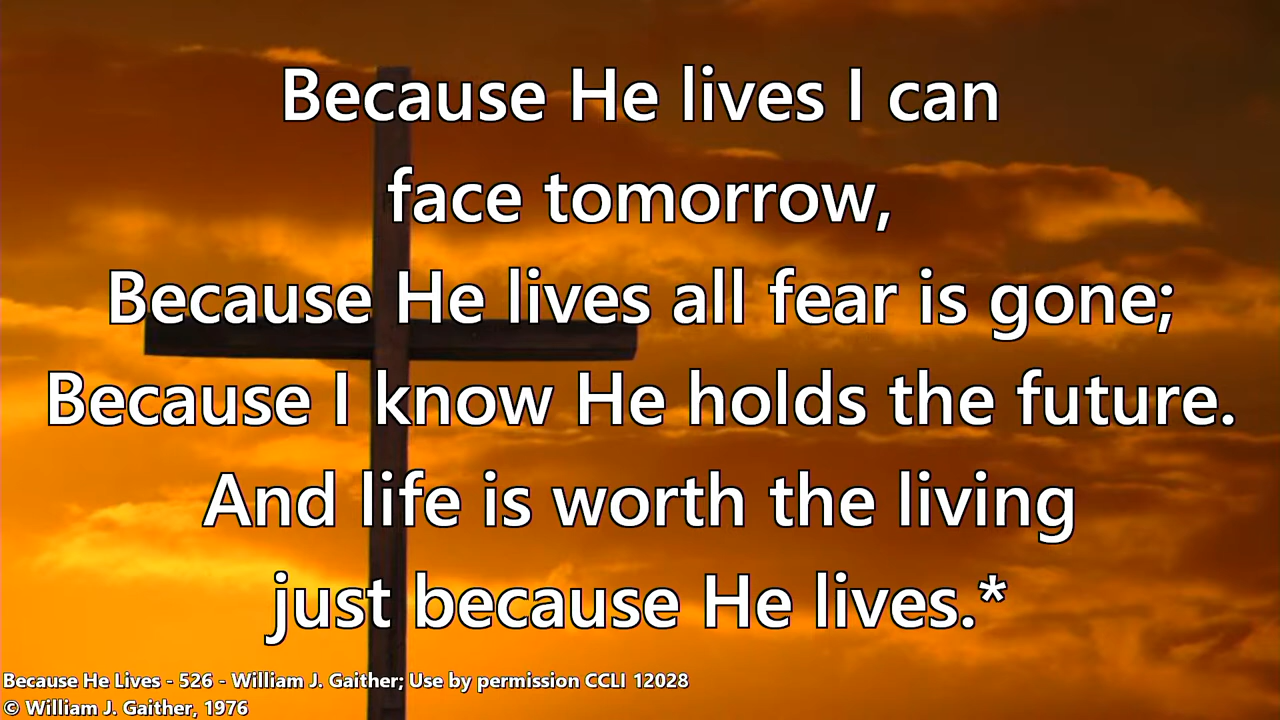 Because He lives I can
face tomorrow,
Because He lives all fear is gone;
Because I know He holds the future.
And life is worth the living
just because He lives.*
Because He Lives - 526 - William J. Gaither; Use by permission CCLI 12028
© William J. Gaither, 1976